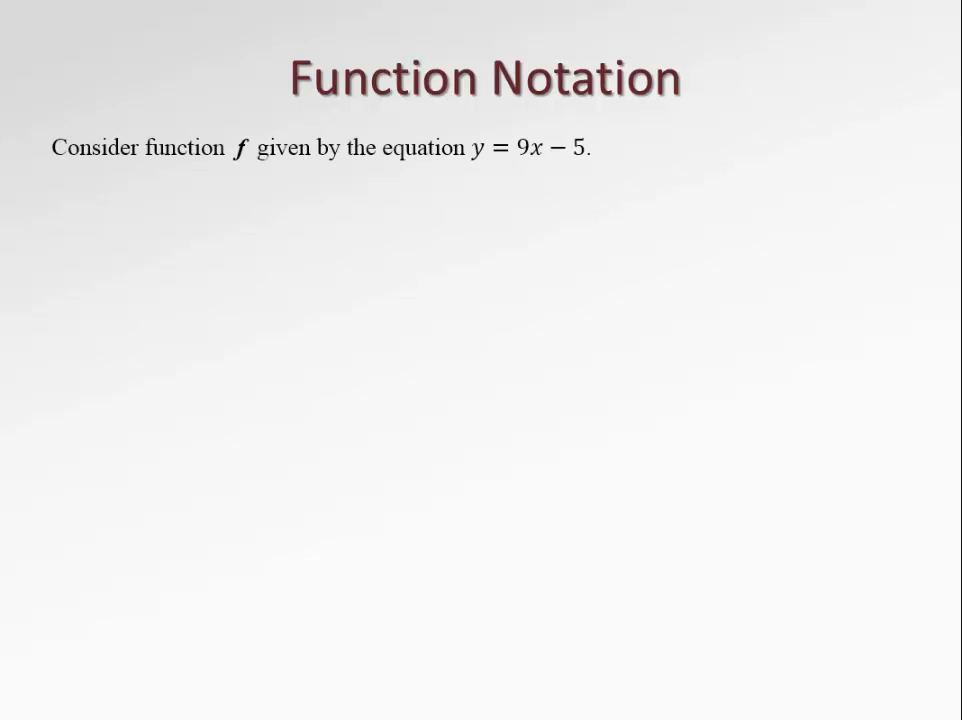 Function Notation
Consider function f given by the equation y = 9x − 5.